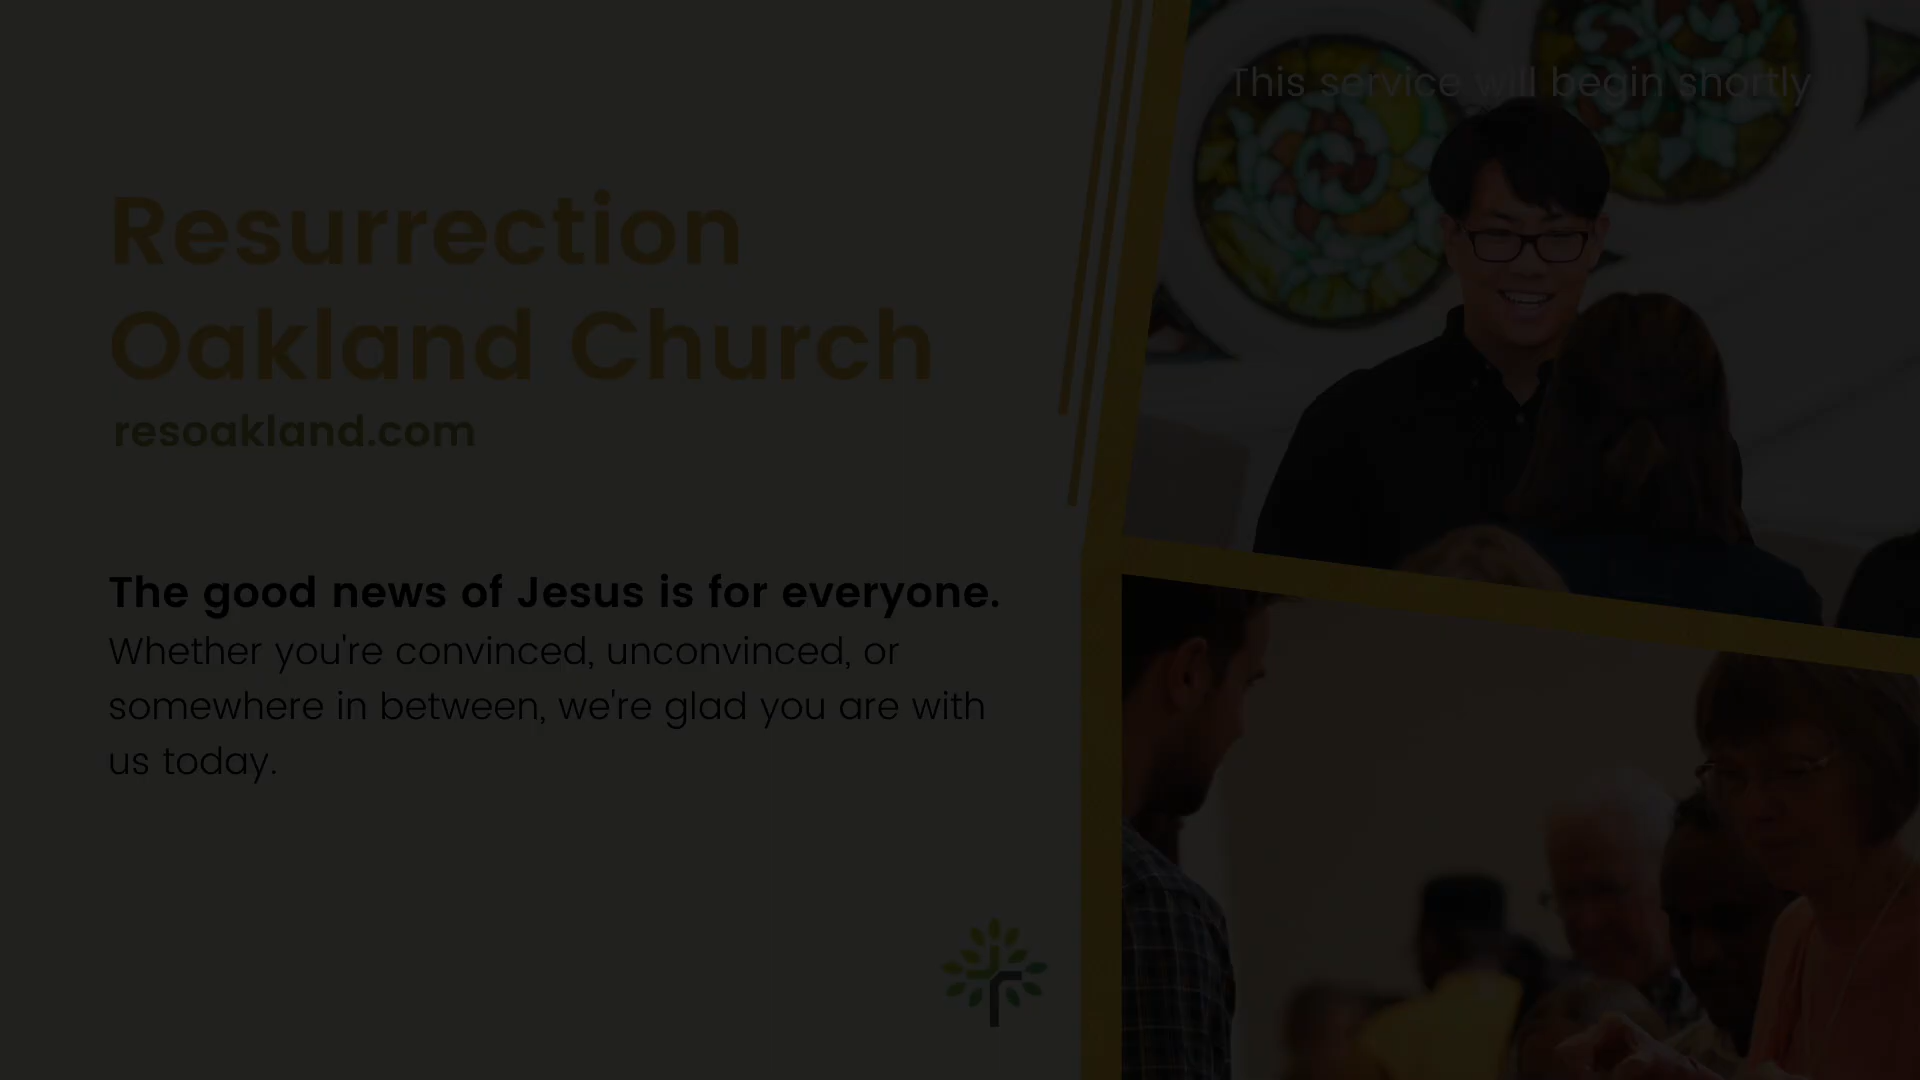 This service will begin shortly
Resurrection
Oakland Church
resoakland.com
The good news of Jesus is for everyone.
Whether you're convinced, unconvinced, or
somewhere in between, we're glad you are with
us today.